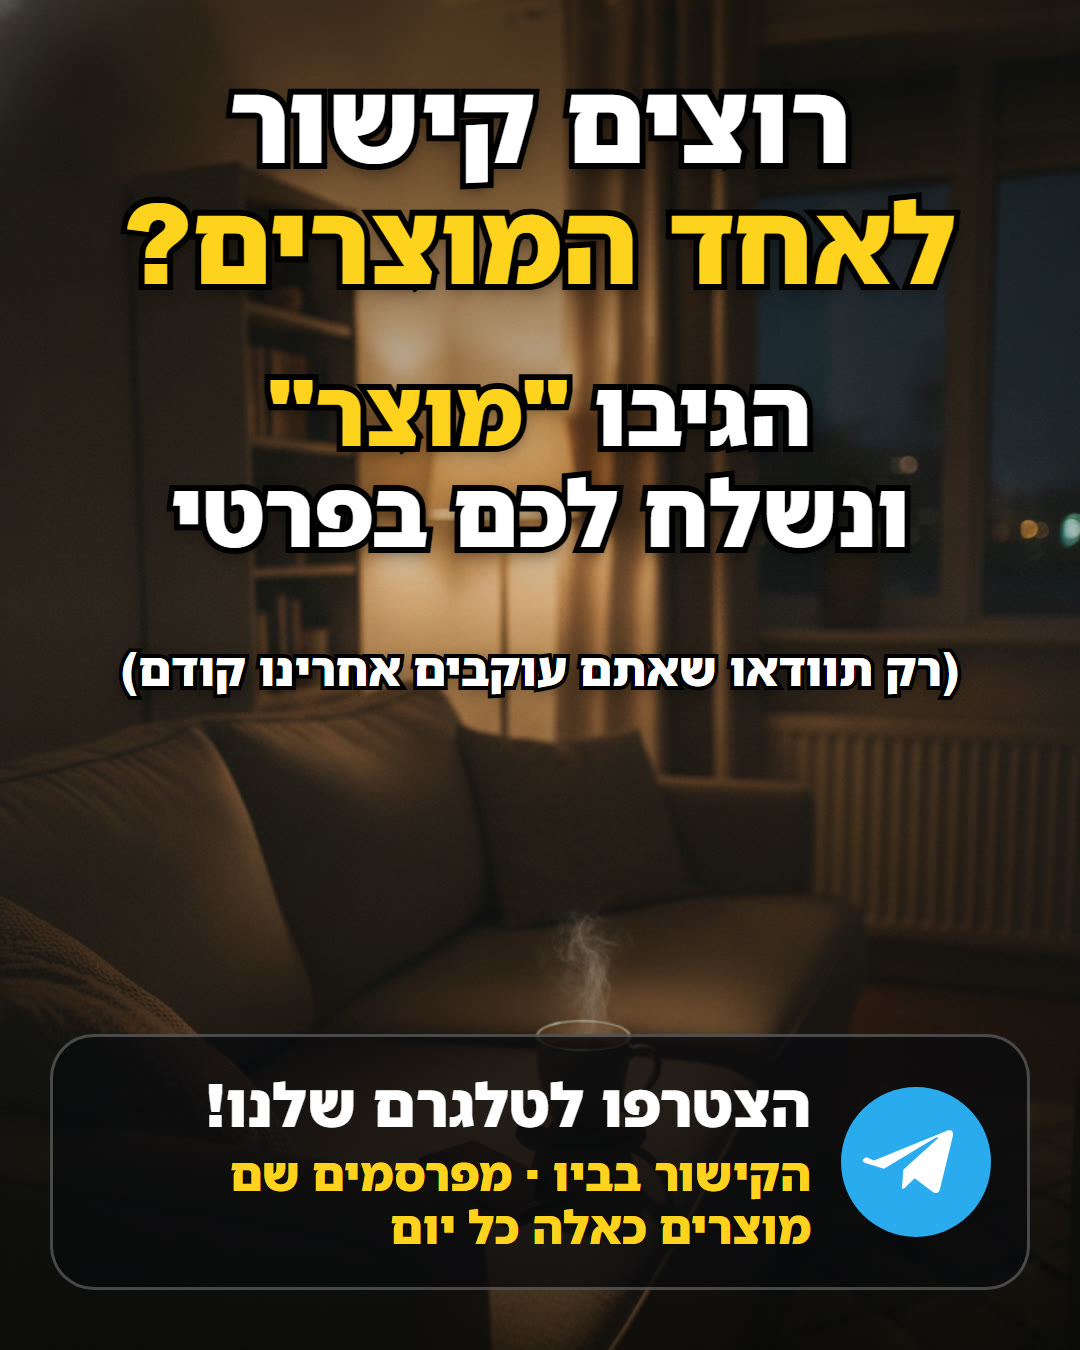 רוצים קישור
לאחד המוצרים?
הגיבו "מוצר"
ונשלח לכם בפרטי
(רק תוודאו שאתם עוקבים אחרינו קודם)
הצטרפו לטלגרם שלנו!
הקישור בביו · מפרסמים שם
מוצרים כאלה כל יום